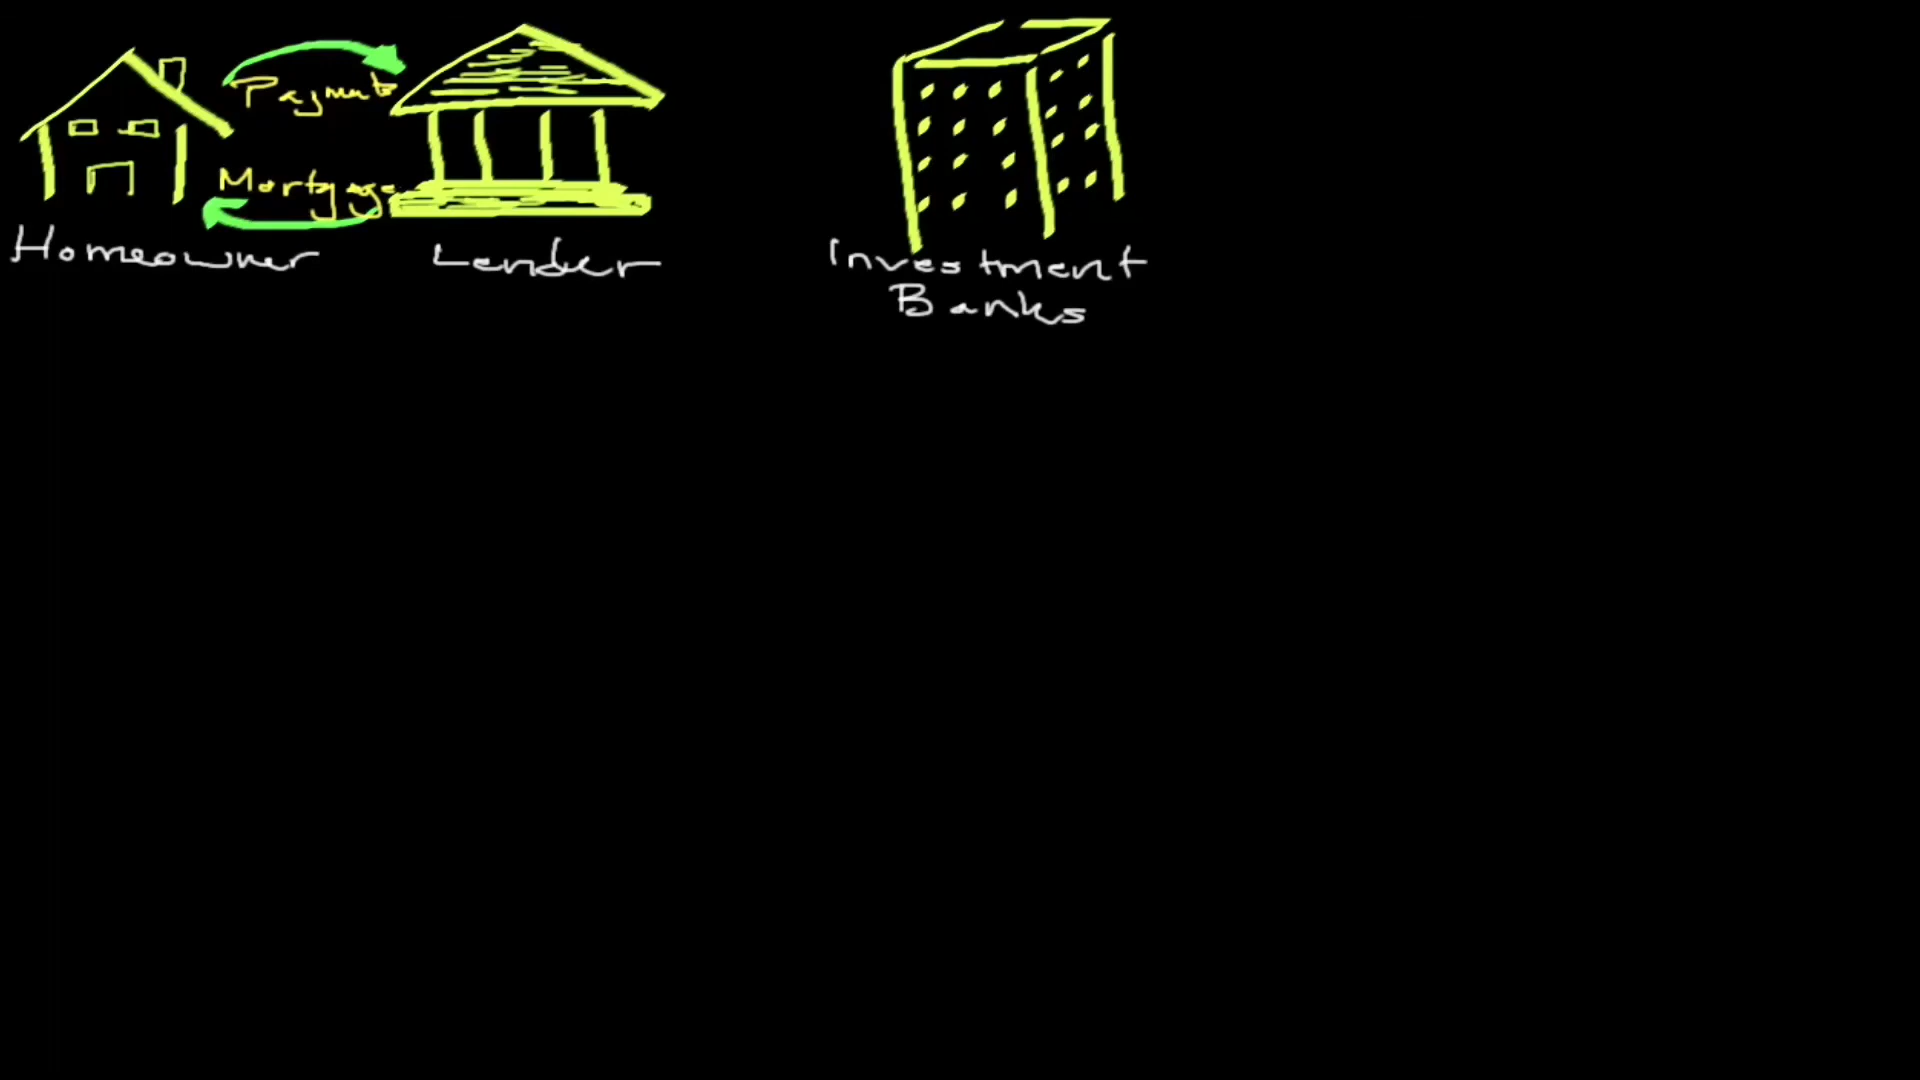 Payments
Mortgage
Homeowner
Lender
Investment
Banks